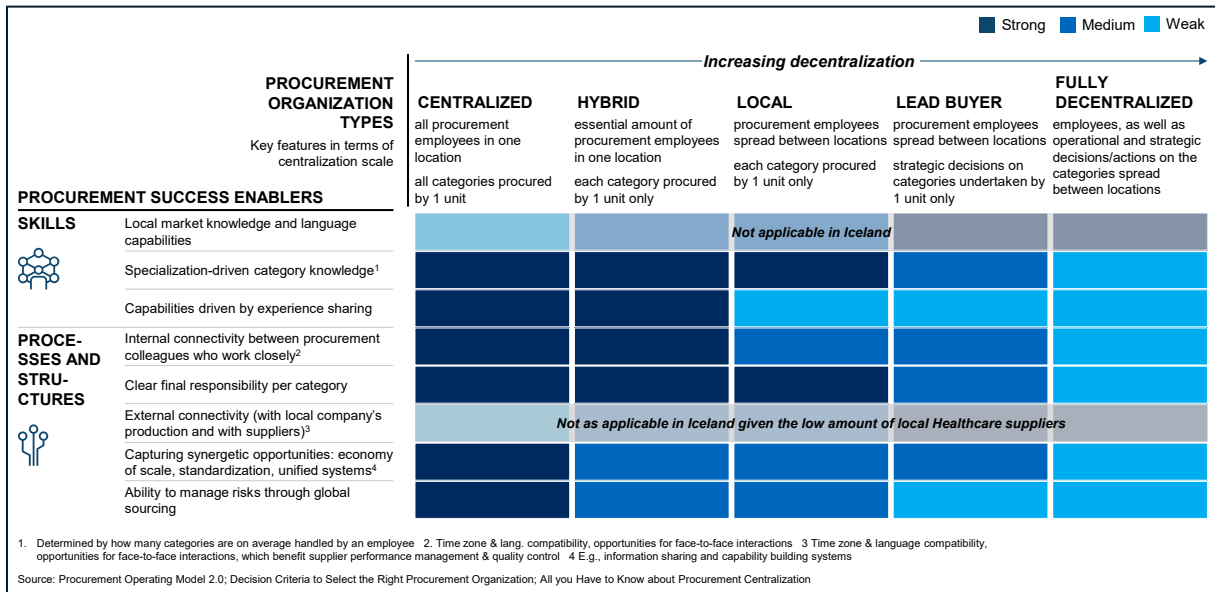 Strong Medium Weak
Increasing decentralization
PROCUREMENT
ORGANIZATION
TYPES
Key features in terms of
centralization scale
CENTRALIZED
all procurement
employees in one
location
all categories procured
by 1 unit
HYBRID
essential amount of
procurement employees
in one location
each category procured
by 1 unit only
LOCAL
procurement employees
spread between locations
each category procured
by 1 unit only
LEAD BUYER
procurement employees
spread between locations
strategic decisions on
categories undertaken by
1 unit only
FULLY
DECENTRALIZED
employees, as well as
operational and strategic
decisions/actions on the
categories spread
between locations
PROCUREMENT SUCCESS ENABLERS
SKILLS
Local market knowledge and language
capabilities
Not applicable in Iceland
Specialization-driven category knowledge1
Capabilities driven by experience sharing
PROCE-
SSES AND
STRU-
CTURES
Internal connectivity between procurement
colleagues who work closely2
Clear final responsibility per category
External connectivity (with local company's
production and with suppliers)3
Not as applicable in Iceland given the low amount of local Healthcare suppliers
Capturing synergetic opportunities: economy
of scale, standardization, unified systems4
Ability to manage risks through global
sourcing
1. Determined by how many categories are on average handled by an employee 2. Time zone & lang. compatibility, opportunities for face-to-face interactions 3 Time zone & language compatibility,
opportunities for face-to-face interactions, which benefit supplier performance management & quality control 4 E.g., information sharing and capability building systems
Source: Procurement Operating Model 2.0; Decision Criteria to Select the Right Procurement Organization; All you Have to Know about Procurement Centralization